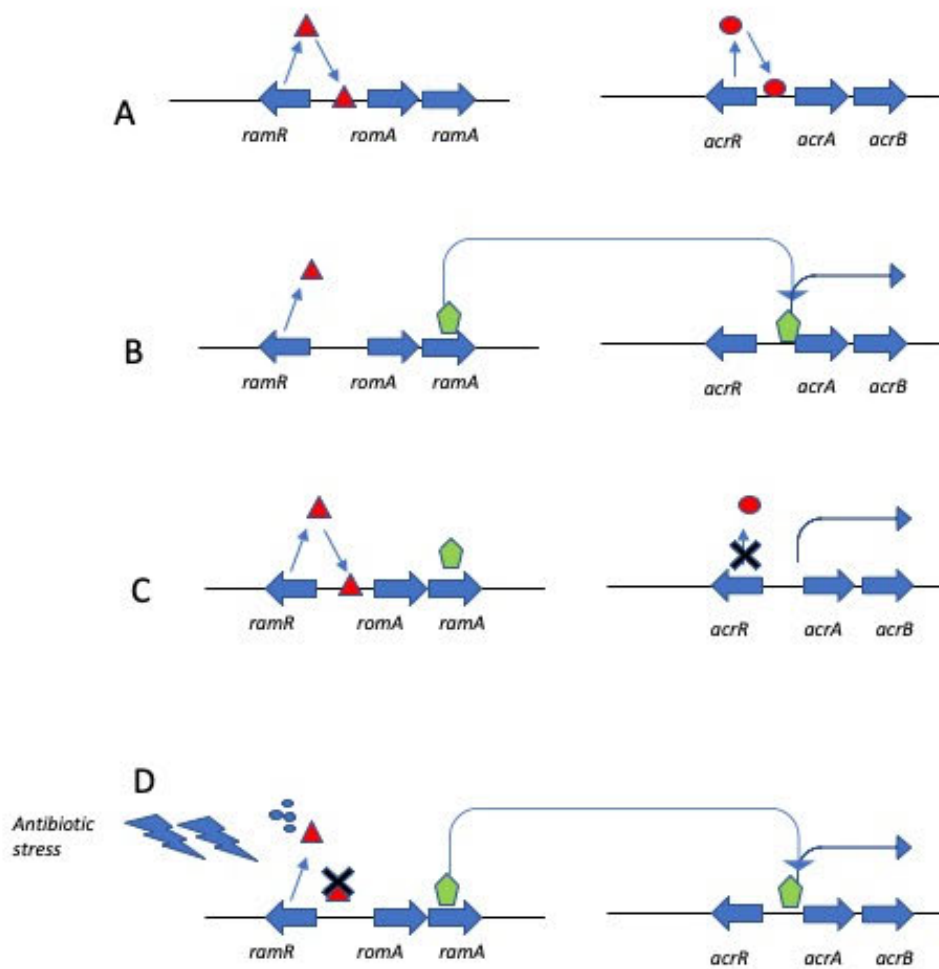 A
ramR romA ramA
acrR acrA acrB
B
ramR romA ramA
acrR acrA acrB
C
ramR romA ramA
acrR acrA acrB
D
Antibiotic
stress
ramR romA ramA
acrR acrA acrB